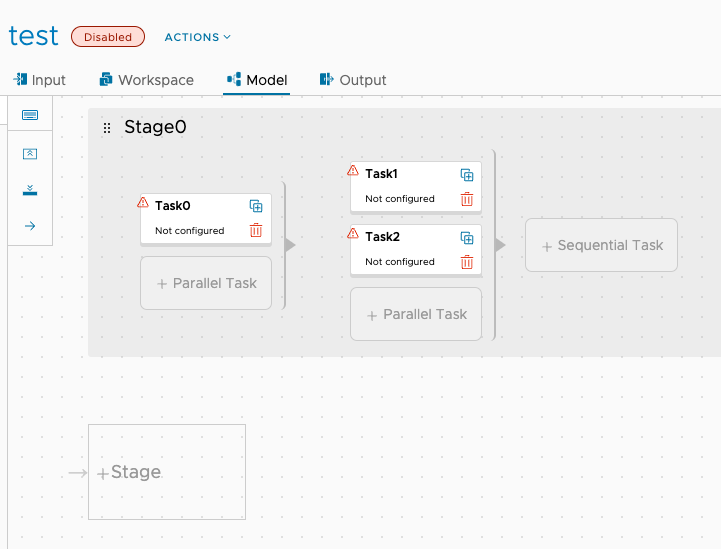 test Disabled ACTIONS
Input Workspace Model Output
Stage0
Task0
Not configured
+ Parallel Task
Task1
Not configured
Task2
Not configured
+ Parallel Task
+ Sequential Task
+ Stage